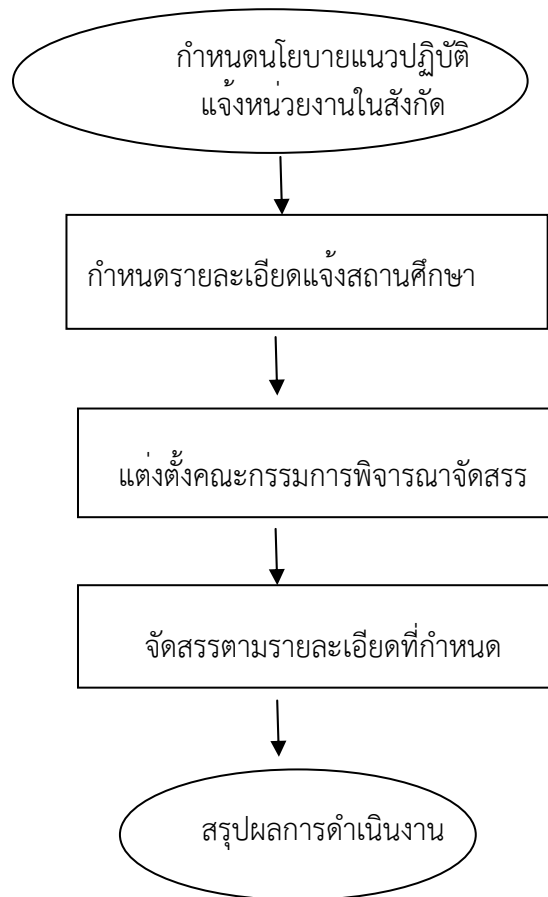 กำหนดนโยบายแนวปฏิบัติ
แจ้งหน่วยงานในสังกัด
กำหนดรายละเอียดแจ้งสถานศึกษา
แต่งตั้งคณะกรรมการพิจารณาจัดสรร
จัดสรรตามรายละเอียดที่กำหนด
สรุปผลการดำเนินงาน